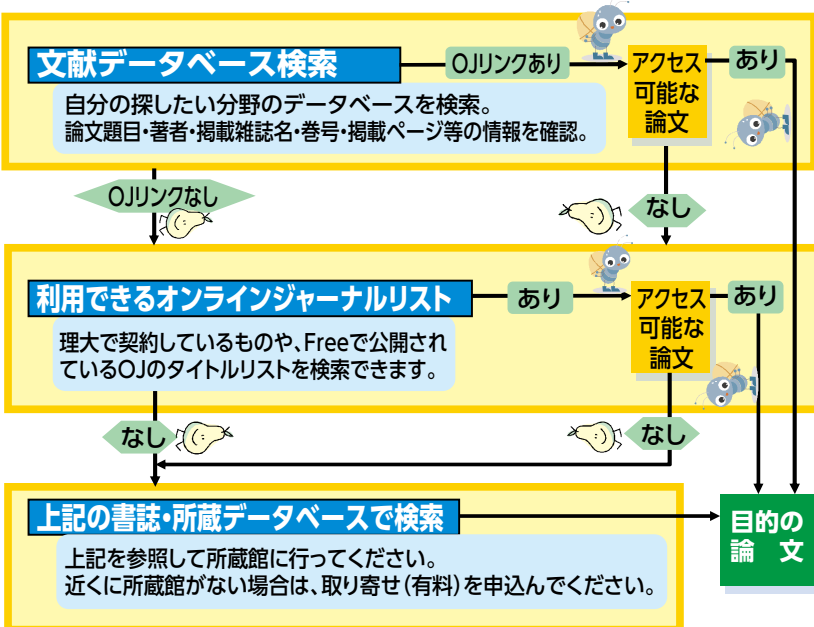 文献データベース検索
OJリンクあり
アクセス
可能な
論文
あり
自分の探したい分野のデータベースを検索。
論文題目・著者・掲載雑誌名・巻号・掲載ページ等の情報を確認。
OJリンクなし
なし
利用できるオンラインジャーナルリスト
あり
アクセス
可能な
論文
あり
理大で契約しているものや、Freeで公開され
ているOJのタイトルリストを検索できます。
なし
なし
上記の書誌・所蔵データベースで検索
上記を参照して所蔵館に行ってください。
近くに所蔵館がない場合は、取り寄せ(有料)を申込んでください。
目的の
論 文